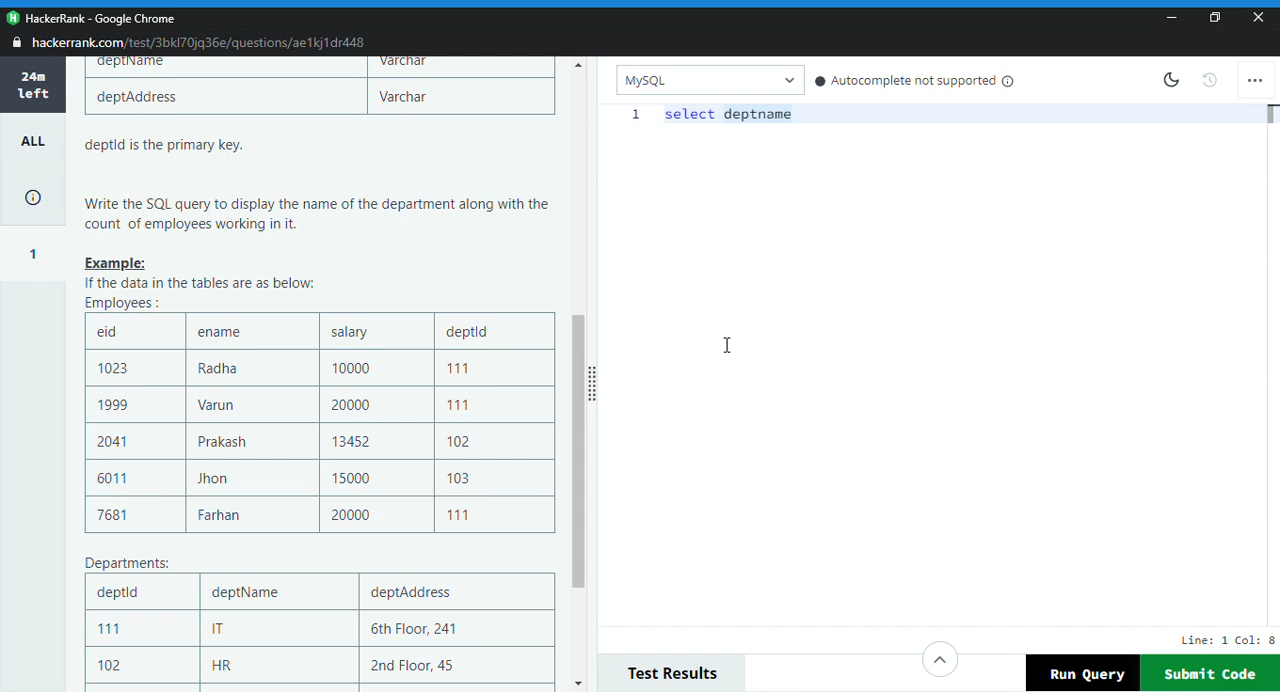 HackerRank - Google Chrome
hackerrank.com/test/3bkl70jq36e/questions/ae1kj1dr448
24m
left
ALL
1
deptName Varchar
deptAddress Varchar
deptId is the primary key.
Write the SQL query to display the name of the department along with the
count of employees working in it.
Example:
If the data in the tables are as below:
Employees :
eid ename salary deptId
1023 Radha 10000 111
1999 Varun 20000 111
2041 Prakash 13452 102
6011 Jhon 15000 103
7681 Farhan 20000 111
Departments:
deptId deptName deptAddress
111 IT 6th Floor, 241
102 HR 2nd Floor, 45
MySQL Autocomplete not supported
1 select deptname
Line: 1 Col: 8
Test Results Run Query Submit Code